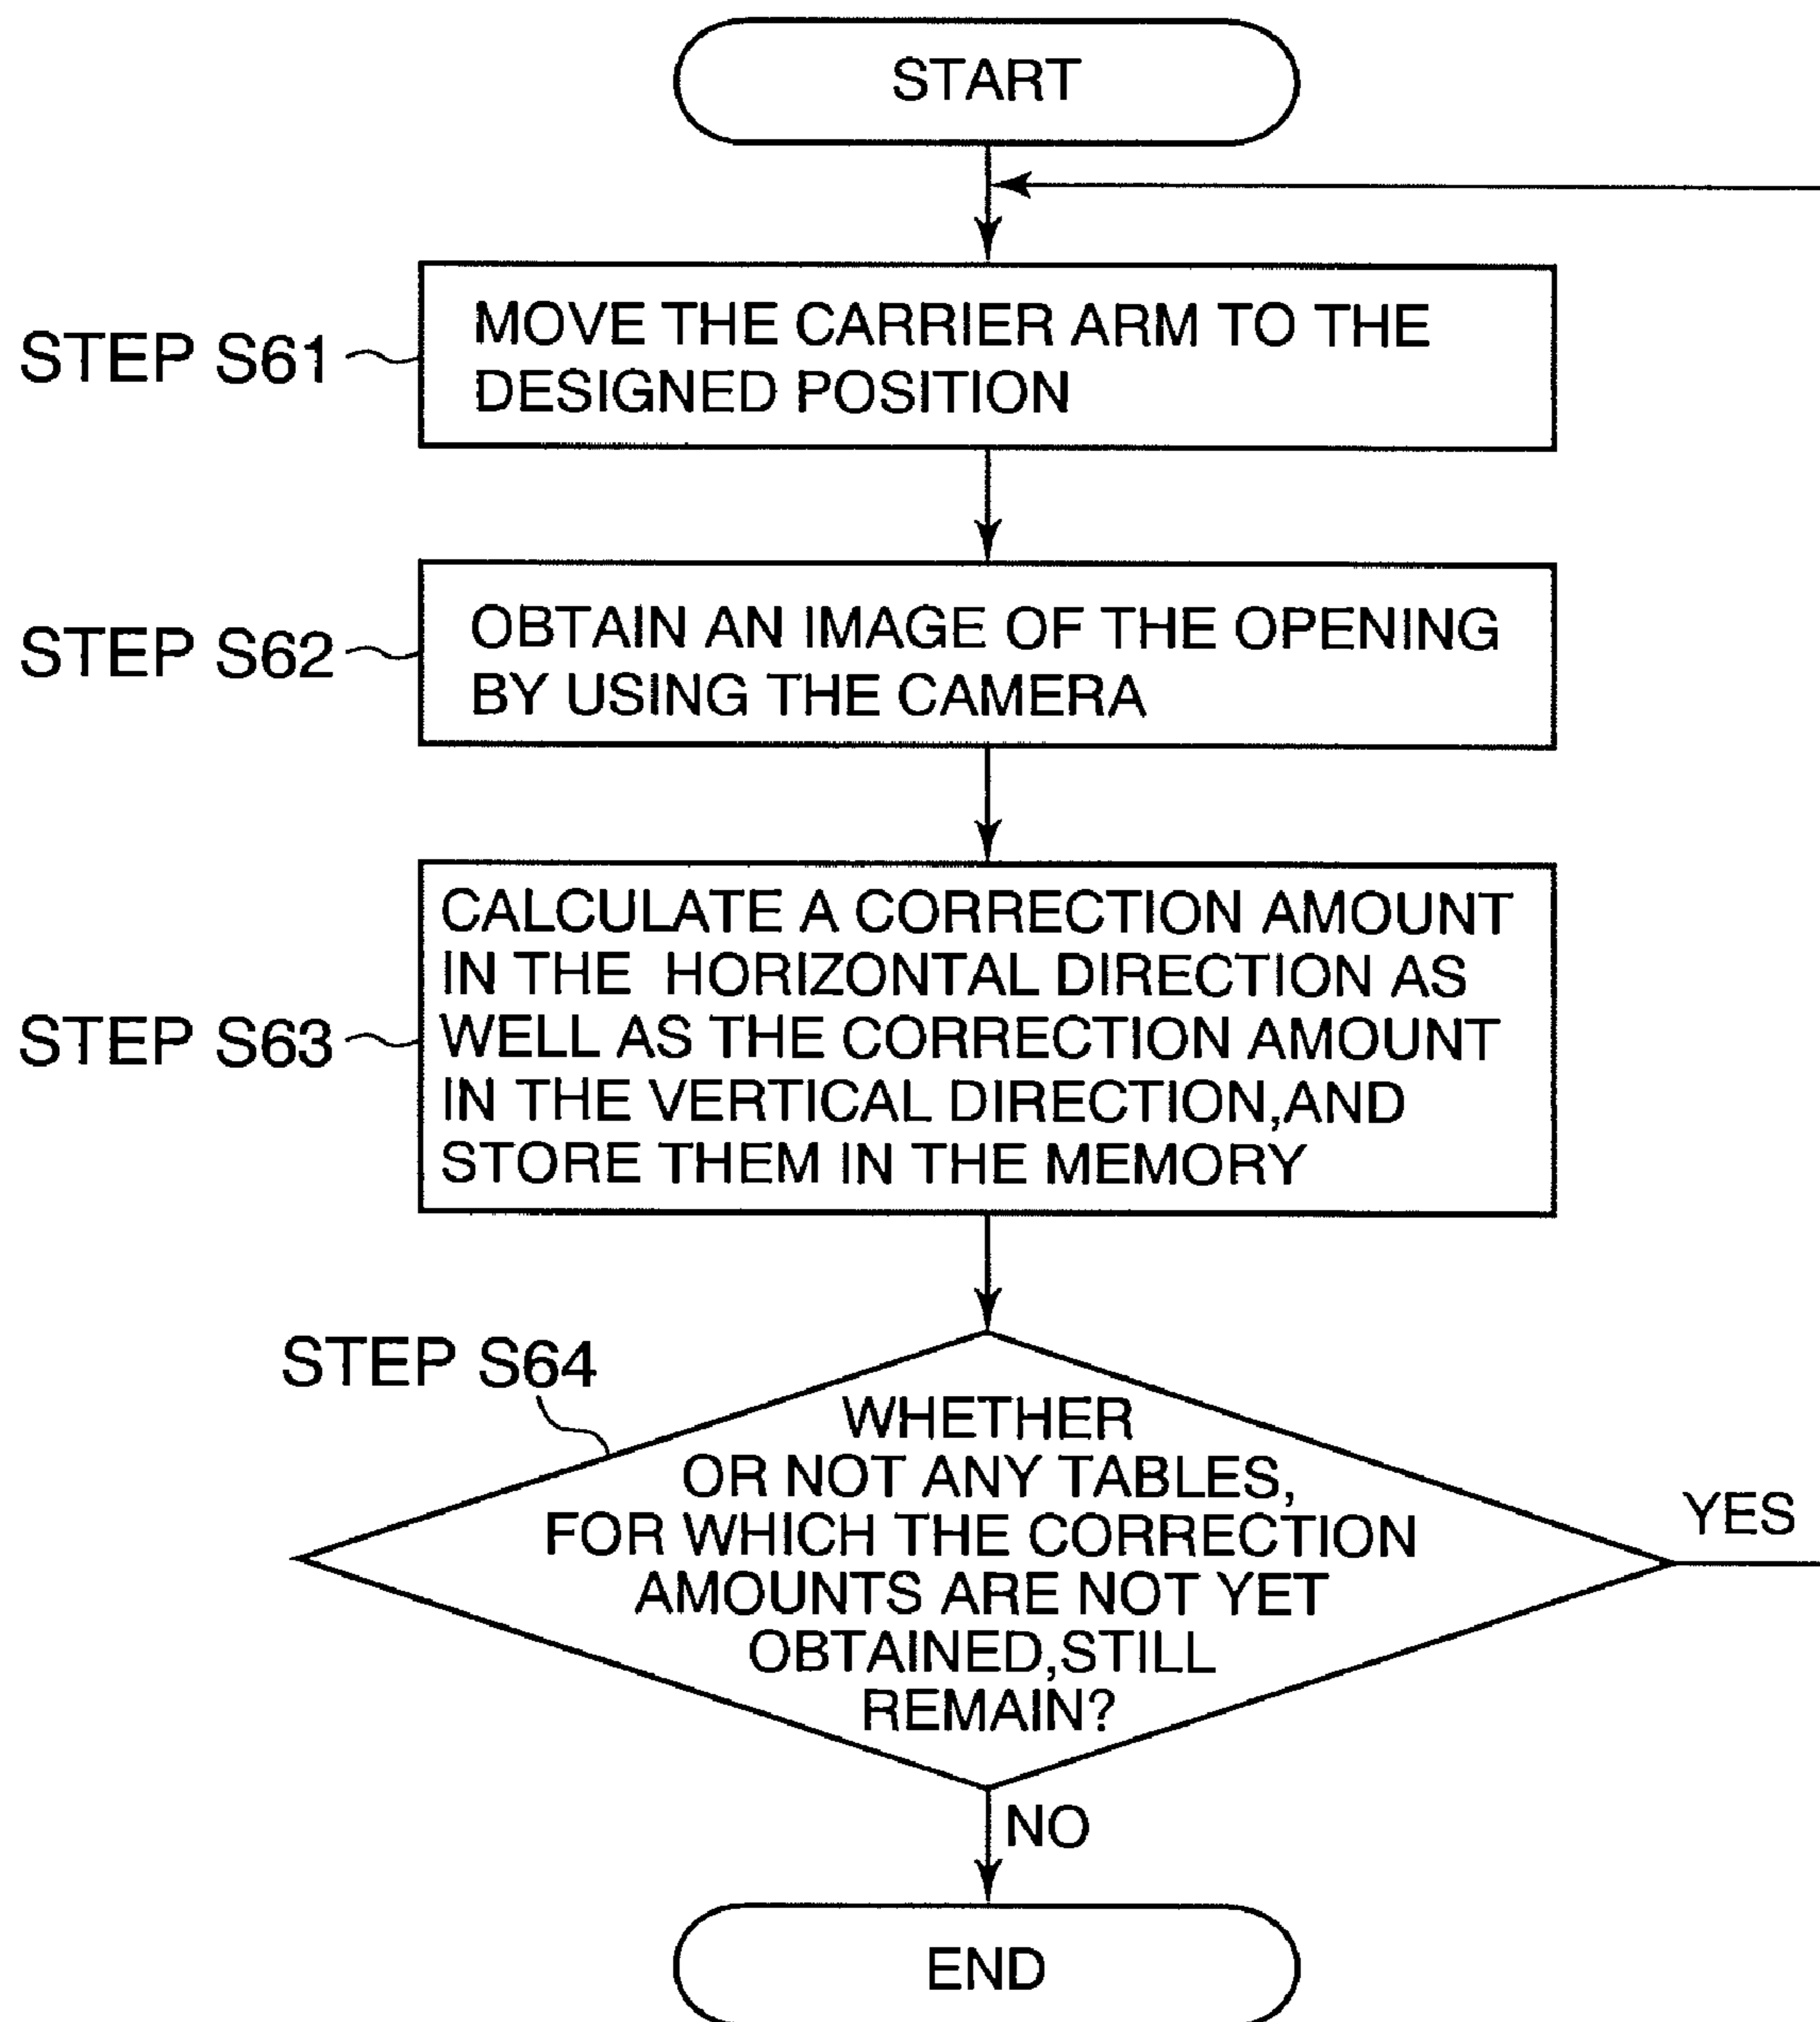 START
STEP S61
MOVE THE CARRIER ARM TO THE
DESIGNED POSITION
STEP S62
OBTAIN AN IMAGE OF THE OPENING
BY USING THE CAMERA
STEP S63
CALCULATE A CORRECTION AMOUNT
IN THE HORIZONTAL DIRECTION AS
WELL AS THE CORRECTION AMOUNT
IN THE VERTICAL DIRECTION,AND
STORE THEM IN THE MEMORY
STEP S64
WHETHER
OR NOT ANY TABLES,
FOR WHICH THE CORRECTION
AMOUNTS ARE NOT YET
OBTAINED,STILL
REMAIN?
YES
NO
END